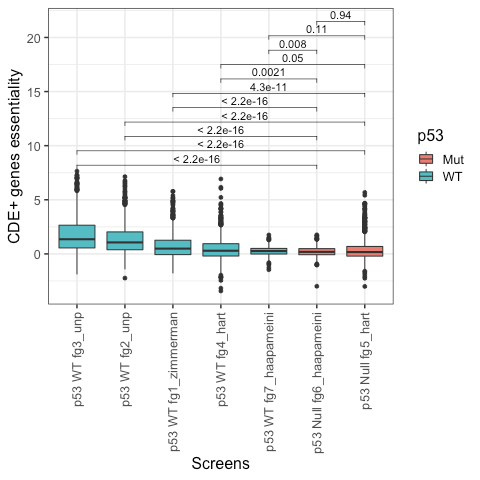 0.94
0.11
0.008
0.05
0.0021
4.3e-11
< 2.2e-16
< 2.2e-16
< 2.2e-16
< 2.2e-16
< 2.2e-16
CDE+ genes essentiality
20
15
10
5
0
p53 WT fg3_unp
p53 WT fg2_unp
p53 WT fg1_zimmerman
p53 WT fg4_hart
p53 WT fg7_haapameini
p53 Null fg6_haapameini
p53 Null fg5_hart
Screens
p53
Mut
WT